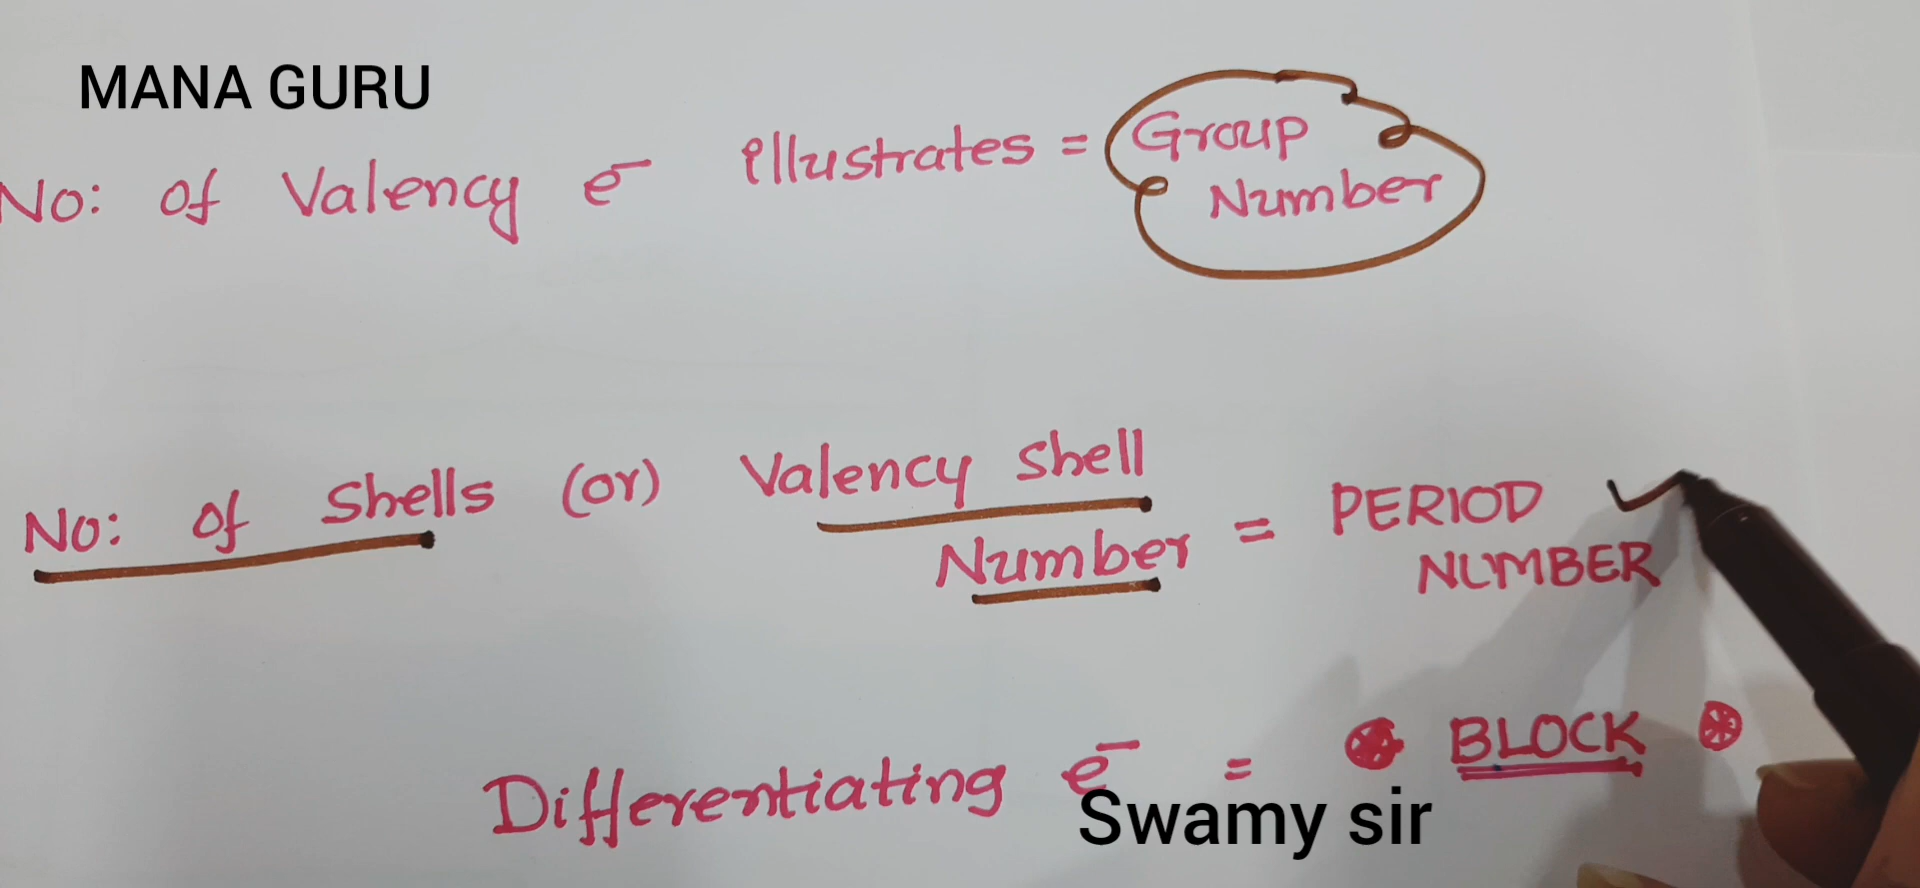 MANA GURU
No: of Valency e⁻ illustrates = Group
Number
No: of Shells (or) Valency Shell
Number = PERIOD
NUMBER
Differentiating e⁻ = BLOCK
Swamy sir